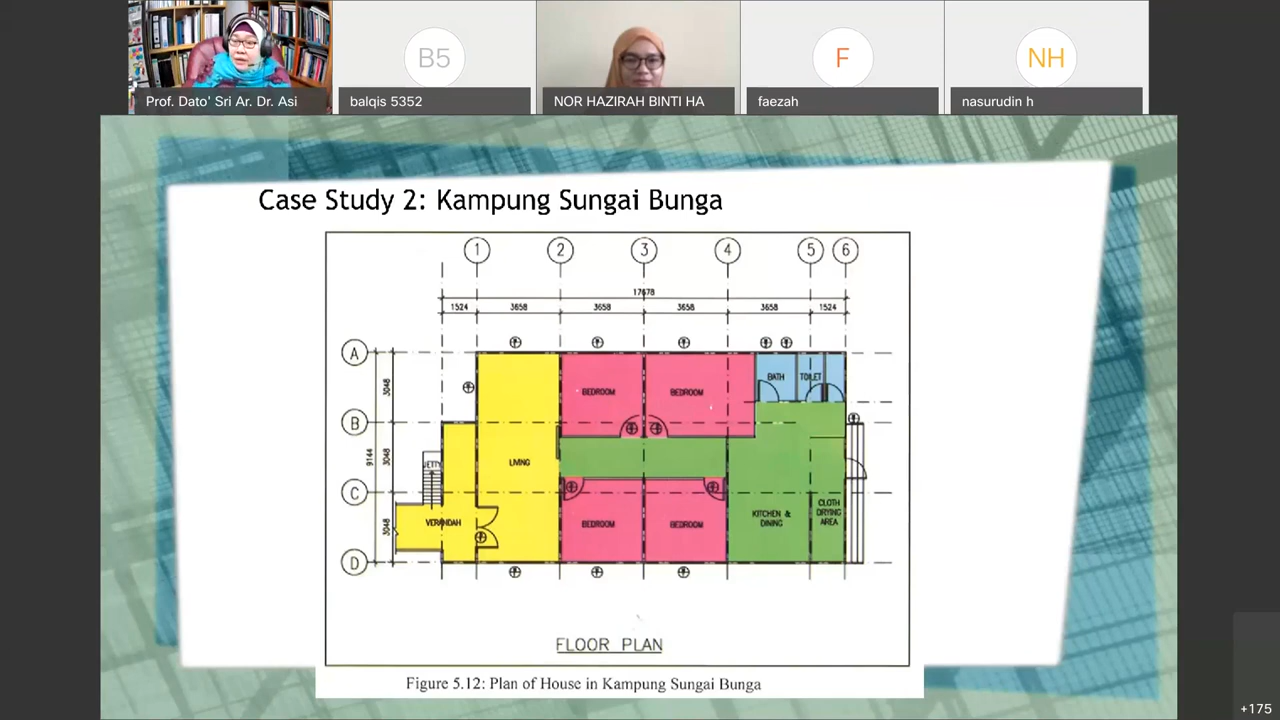 B5
F
NH
Prof. Dato' Sri Ar. Dr. Asi
balqis 5352
NOR HAZIRAH BINTI HA
faezah
nasurudin h
Case Study 2: Kampung Sungai Bunga
1 2 3 4 5 6
17678
1524 3658 3658 3658 3658 1524
A
B
C
D
9144
3048
3048
3048
BEDROOM
BEDROOM
BATH
TOILET
LIVING
JETTY
VERANDAH
BEDROOM
BEDROOM
KITCHEN &
DINING
CLOTH
DRYING
AREA
FLOOR PLAN
Figure 5.12: Plan of House in Kampung Sungai Bunga
+175